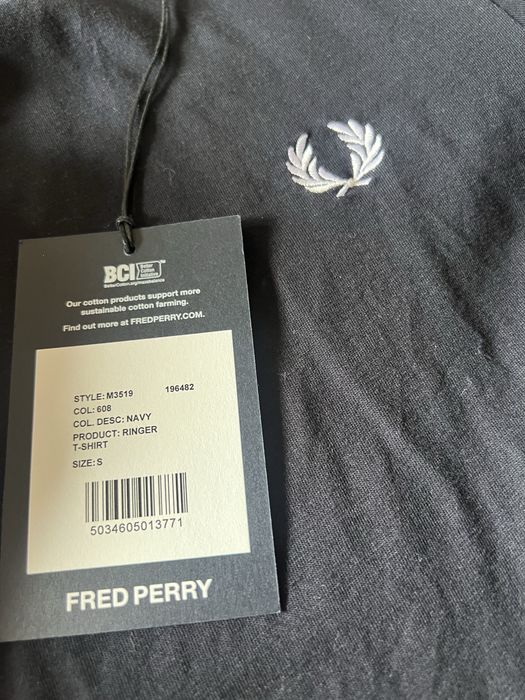 BCI Better Cotton Initiative™
BetterCotton.org/massbalance
Our cotton products support more
sustainable cotton farming.
Find out more at FREDPERRY.COM.
STYLE: M3519 196482
COL: 608
COL. DESC: NAVY
PRODUCT: RINGER
T-SHIRT
SIZE: S
5034605013771
FRED PERRY